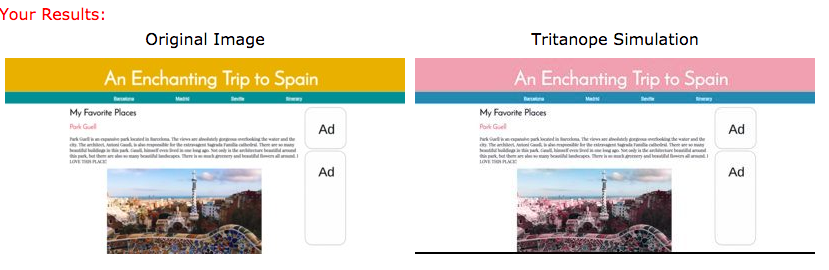 Your Results:
Original Image
Tritanope Simulation
An Enchanting Trip to Spain
Barcelona Madrid Seville Itinerary
My Favorite Places
Park Guell
Park Guell is an expansive park located in Barcelona. The views are absolutely gorgeous overlooking the water and the
city. The architect, Antoni Gaudi, is also responsible for the extravagent Sagrada Familia cathedral. There are so many
beautiful buildings in this park. Gaudi, himself even lived in one long ago. Not only is the architecture beautiful around
this park, but there are also so many beautiful landscapes. There is so much greenery and beautiful flowers all around. I
LOVE THIS PLACE!
Ad
Ad
An Enchanting Trip to Spain
Barcelona Madrid Seville Itinerary
My Favorite Places
Park Guell
Park Guell is an expansive park located in Barcelona. The views are absolutely gorgeous overlooking the water and the
city. The architect, Antoni Gaudi, is also responsible for the extravagent Sagrada Familia cathedral. There are so many
beautiful buildings in this park. Gaudi, himself even lived in one long ago. Not only is the architecture beautiful around
this park, but there are also so many beautiful landscapes. There is so much greenery and beautiful flowers all around. I
LOVE THIS PLACE!
Ad
Ad